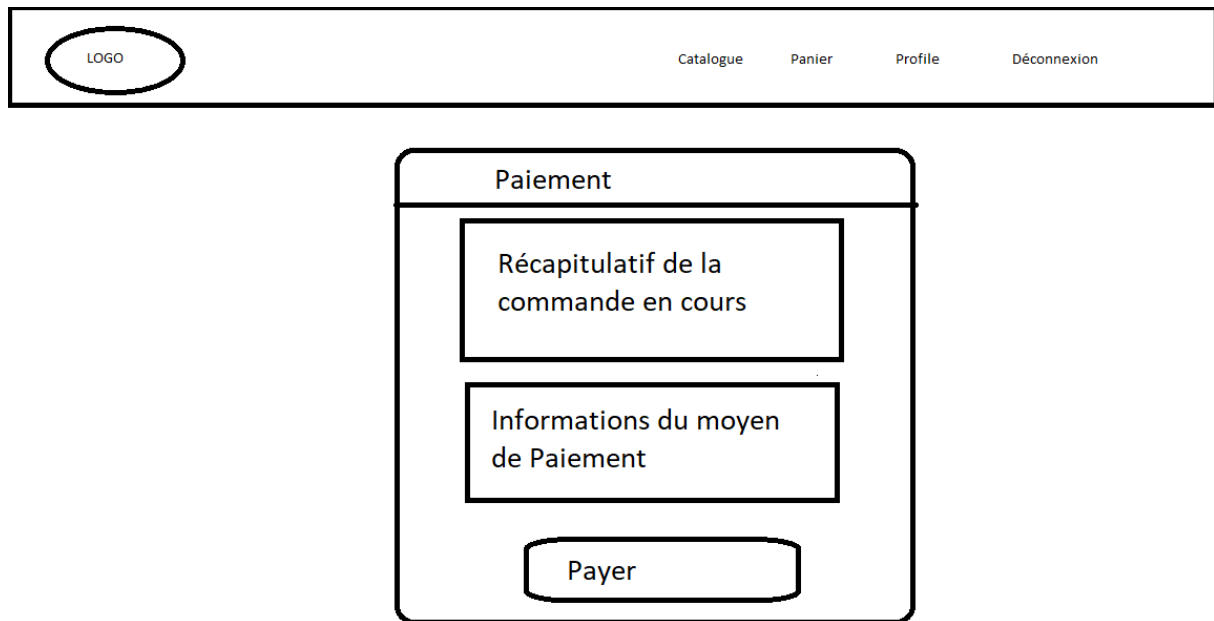 LOGO
Catalogue Panier Profile Déconnexion
Paiement
Récapitulatif de la
commande en cours
Informations du moyen
de Paiement
Payer